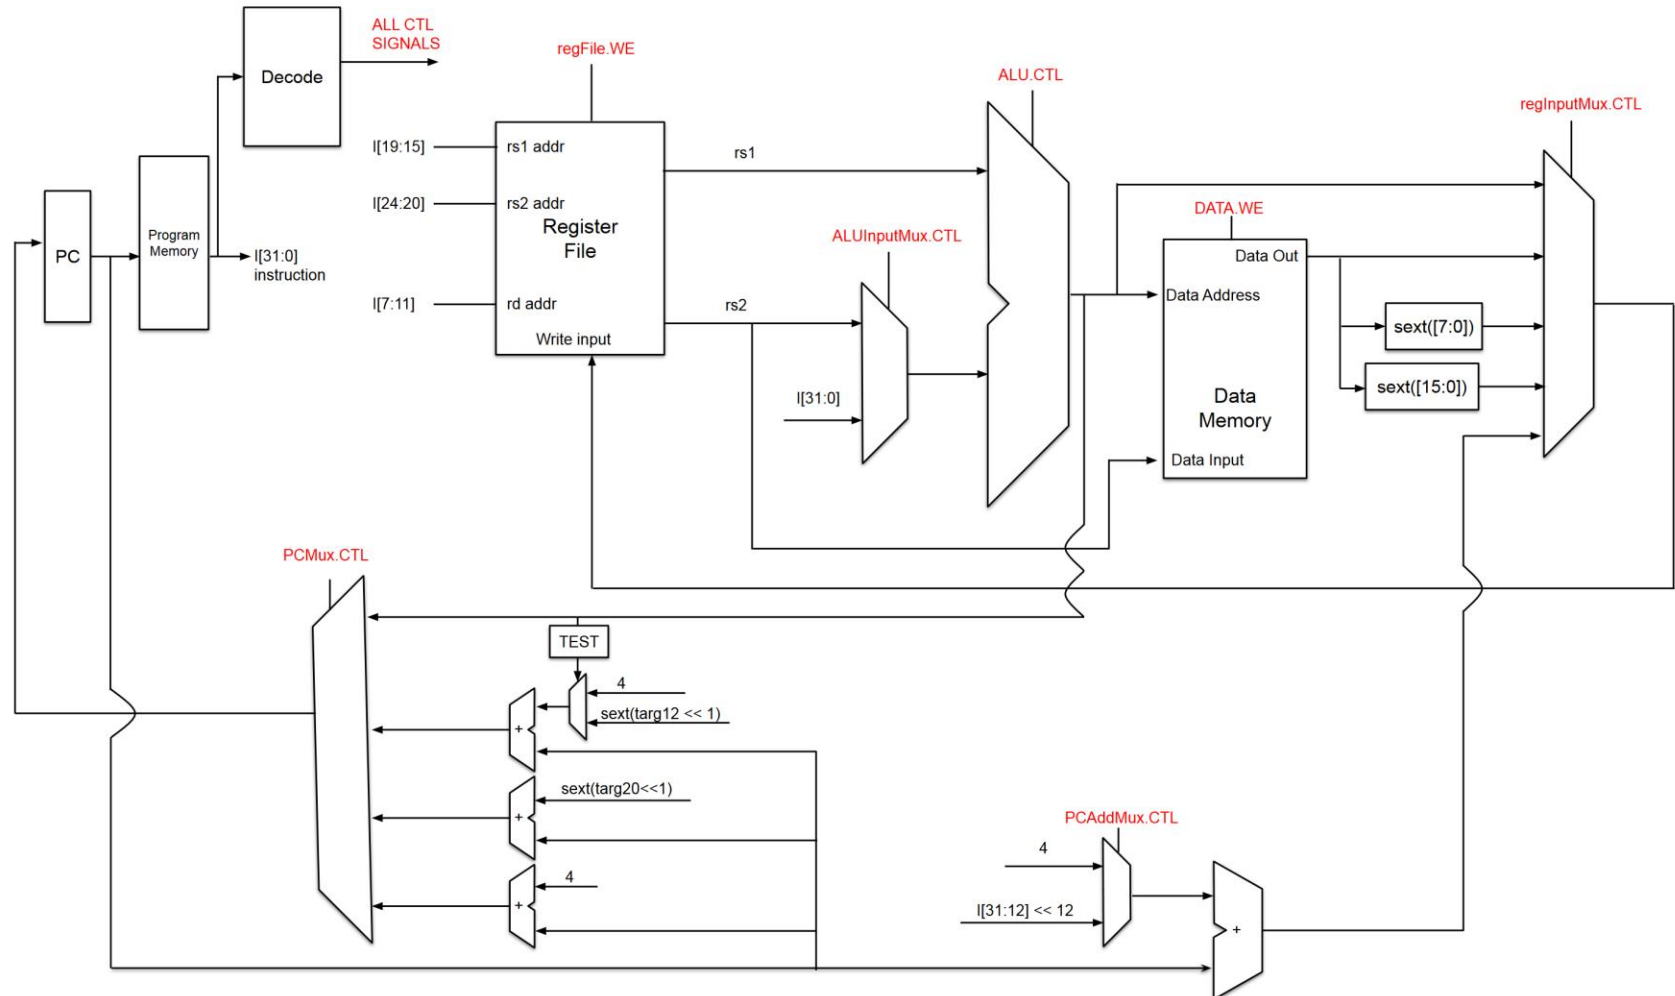 ALL CTL
SIGNALS
Decode
regFile.WE
ALU.CTL
regInputMux.CTL
I[19:15]
rs1 addr
rs1
I[24:20]
rs2 addr
Register
File
ALUInputMux.CTL
DATA.WE
PC
Program
Memory
I[31:0]
instruction
Data Out
Data Address
I[7:11]
rd addr
rs2
Write input
sext([7:0])
sext([15:0])
I[31:0]
Data
Memory
Data Input
PCMux.CTL
TEST
4
sext(targ12 << 1)
+
sext(targ20<<1)
+
4
+
PCAddMux.CTL
4
I[31:12] << 12
+